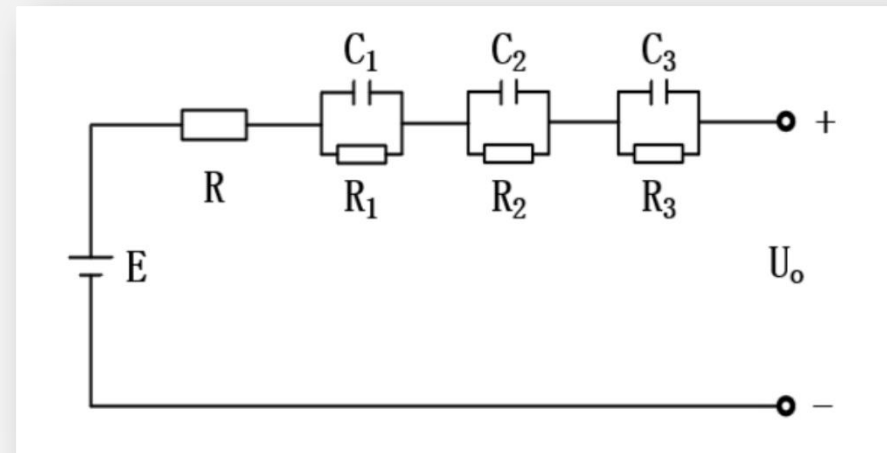 C₁ C₂ C₃
+
R R₁ R₂ R₃
E Uₒ
−